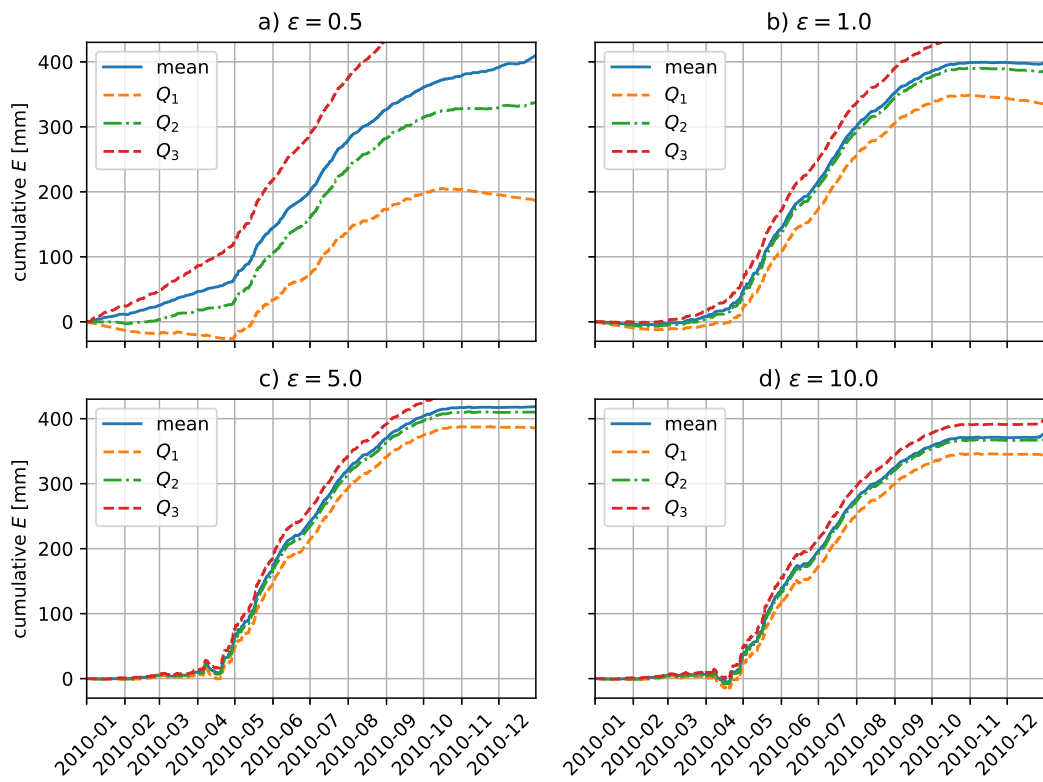 a) ε = 0.5
b) ε = 1.0
cumulative E [mm]
400
300
200
100
0
mean
Q1
Q2
Q3
mean
Q1
Q2
Q3
c) ε = 5.0
d) ε = 10.0
cumulative E [mm]
400
300
200
100
0
mean
Q1
Q2
Q3
mean
Q1
Q2
Q3
2010-01
2010-02
2010-03
2010-04
2010-05
2010-06
2010-07
2010-08
2010-09
2010-10
2010-11
2010-12
2010-01
2010-02
2010-03
2010-04
2010-05
2010-06
2010-07
2010-08
2010-09
2010-10
2010-11
2010-12